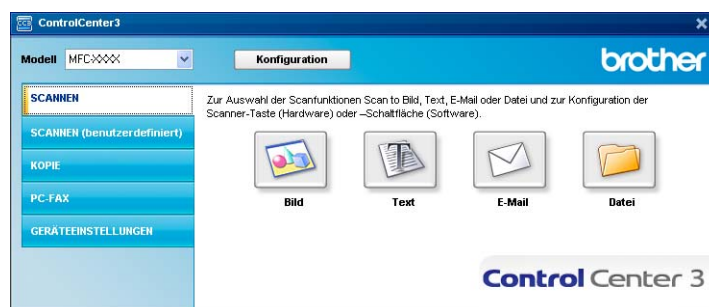 ControlCenter3
Modell MFC-XXXX Konfiguration brother
SCANNEN
SCANNEN (benutzerdefiniert)
KOPIE
PC-FAX
GERÄTEEINSTELLUNGEN
Zur Auswahl der Scanfunktionen Scan to Bild, Text, E-Mail oder Datei und zur Konfiguration der
Scanner-Taste (Hardware) oder –Schaltfläche (Software).
Bild Text E-Mail Datei
Control Center 3